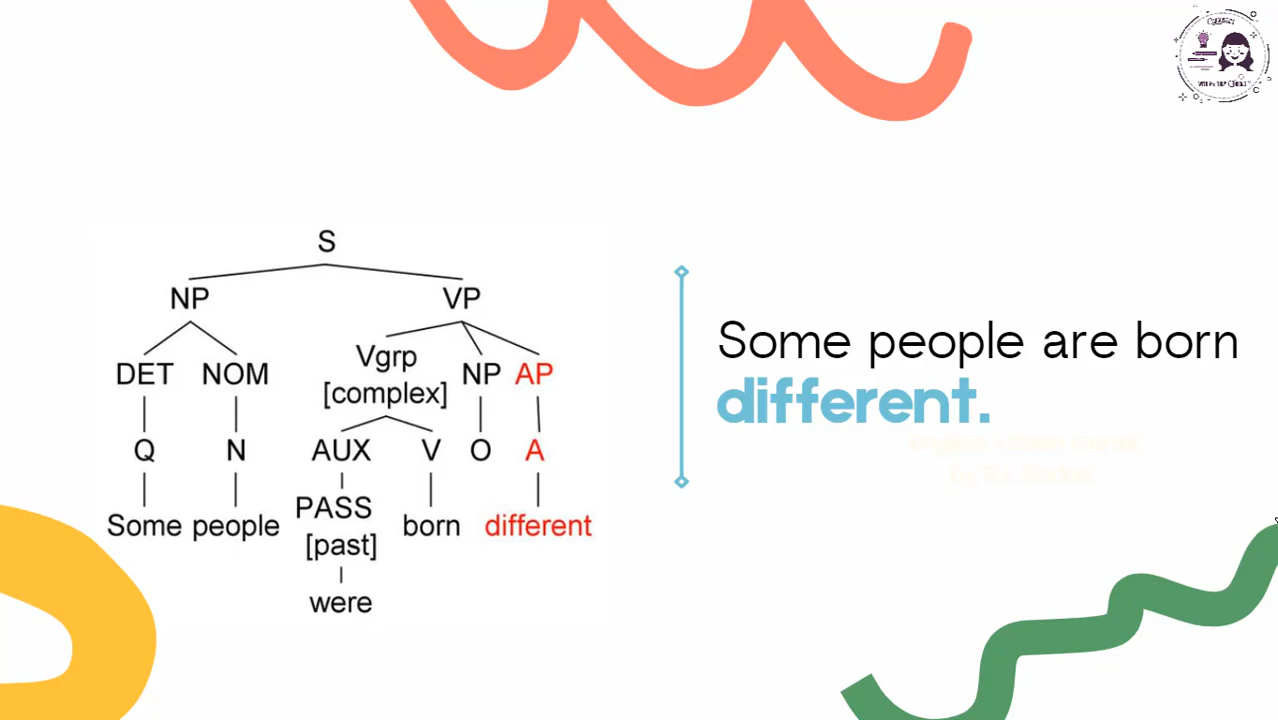 S
NP VP
Vgrp
DET NOM NP AP
[complex]
Q N AUX V O A
PASS
Some people born different
[past]
were
Some people are born
different.